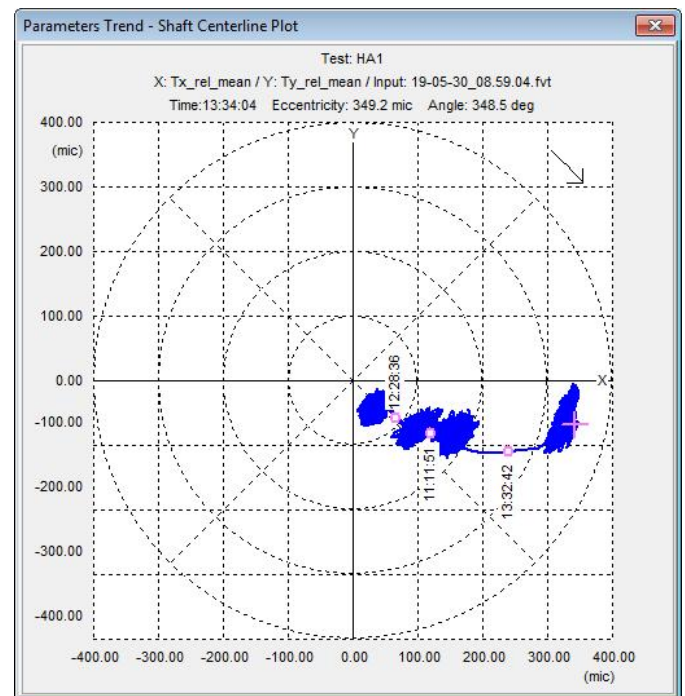 Parameters Trend - Shaft Centerline Plot
Test: HA1
X: Tx_rel_mean / Y: Ty_rel_mean / Input: 19-05-30_08.59.04.fvt
Time:13:34:04 Eccentricity: 349.2 mic Angle: 348.5 deg
400.00
Y
(mic)
300.00
200.00
100.00
0.00
X
12:28:36
-100.00
11:11:51
13:32:42
-200.00
-300.00
-400.00
-400.00 -300.00 -200.00 -100.00 0.00 100.00 200.00 300.00 400.00
(mic)